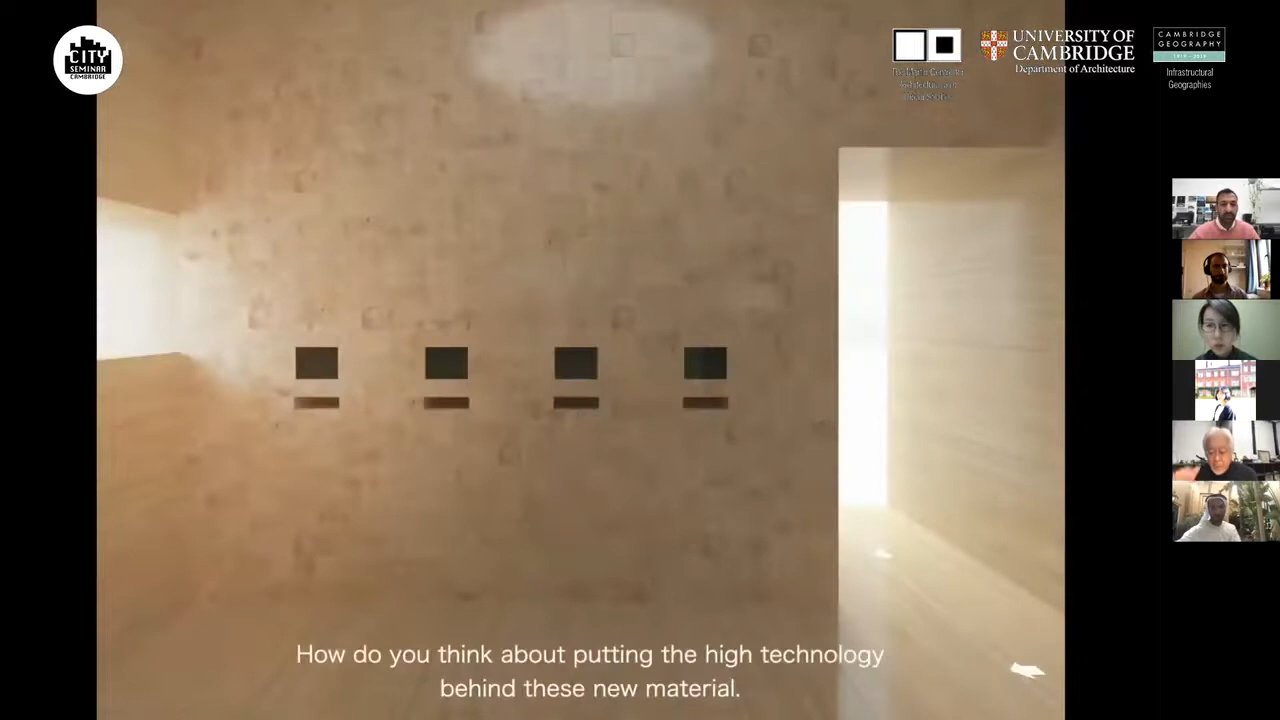 CITY
SEMINAR
CAMBRIDGE
UNIVERSITY OF
CAMBRIDGE
Department of Architecture
CAMBRIDGE
GEOGRAPHY
Infrastructural
Geographies
How do you think about putting the high technology
behind these new material.